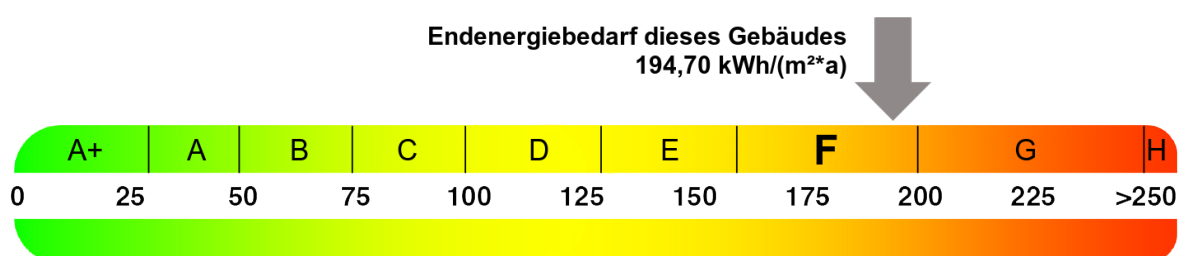 Endenergiebedarf dieses Gebäudes
194,70 kWh/(m²*a)
A+ A B C D E F G H
0 25 50 75 100 125 150 175 200 225 >250